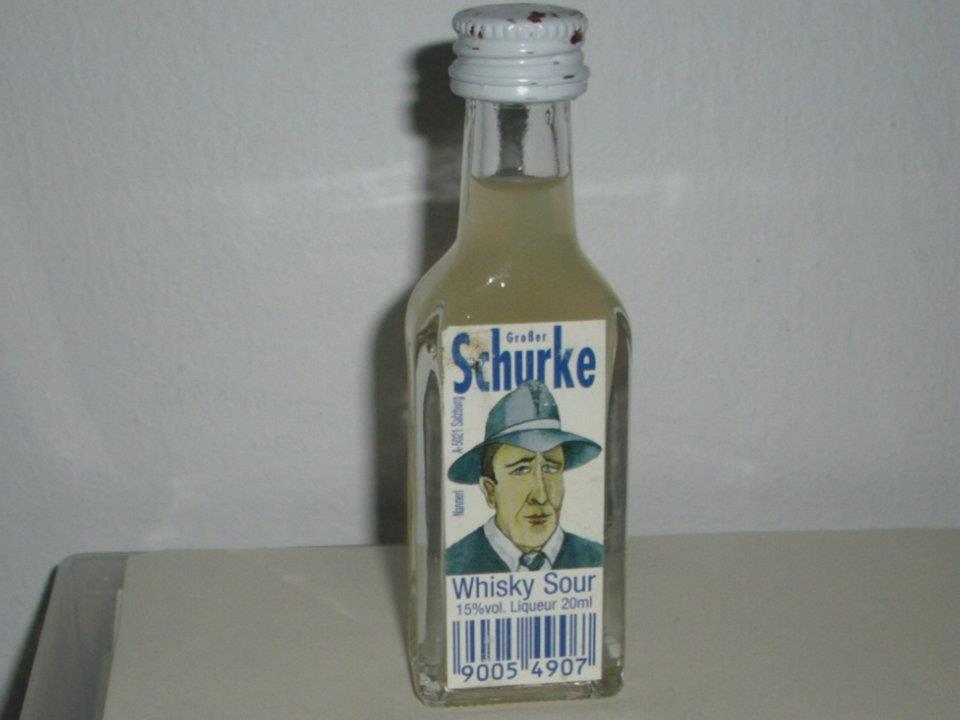 Großer
Schurke
Nannerl A-5021 Salzburg
Whisky Sour
15%vol. Liqueur 20ml
9005 4907